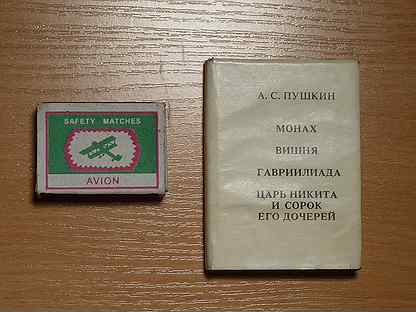 SAFETY MATCHES
AVION
А. С. ПУШКИН
МОНАХ
ВИШНЯ
ГАВРИИЛИАДА
ЦАРЬ НИКИТА
И СОРОК
ЕГО ДОЧЕРЕЙ